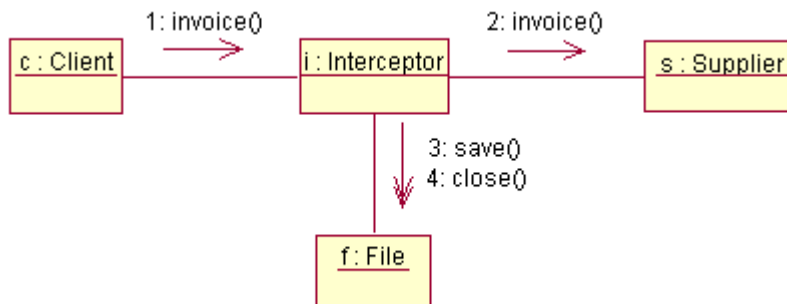 1: invoice()
2: invoice()
c : Client
i : Interceptor
s : Supplier
3: save()
4: close()
f : File